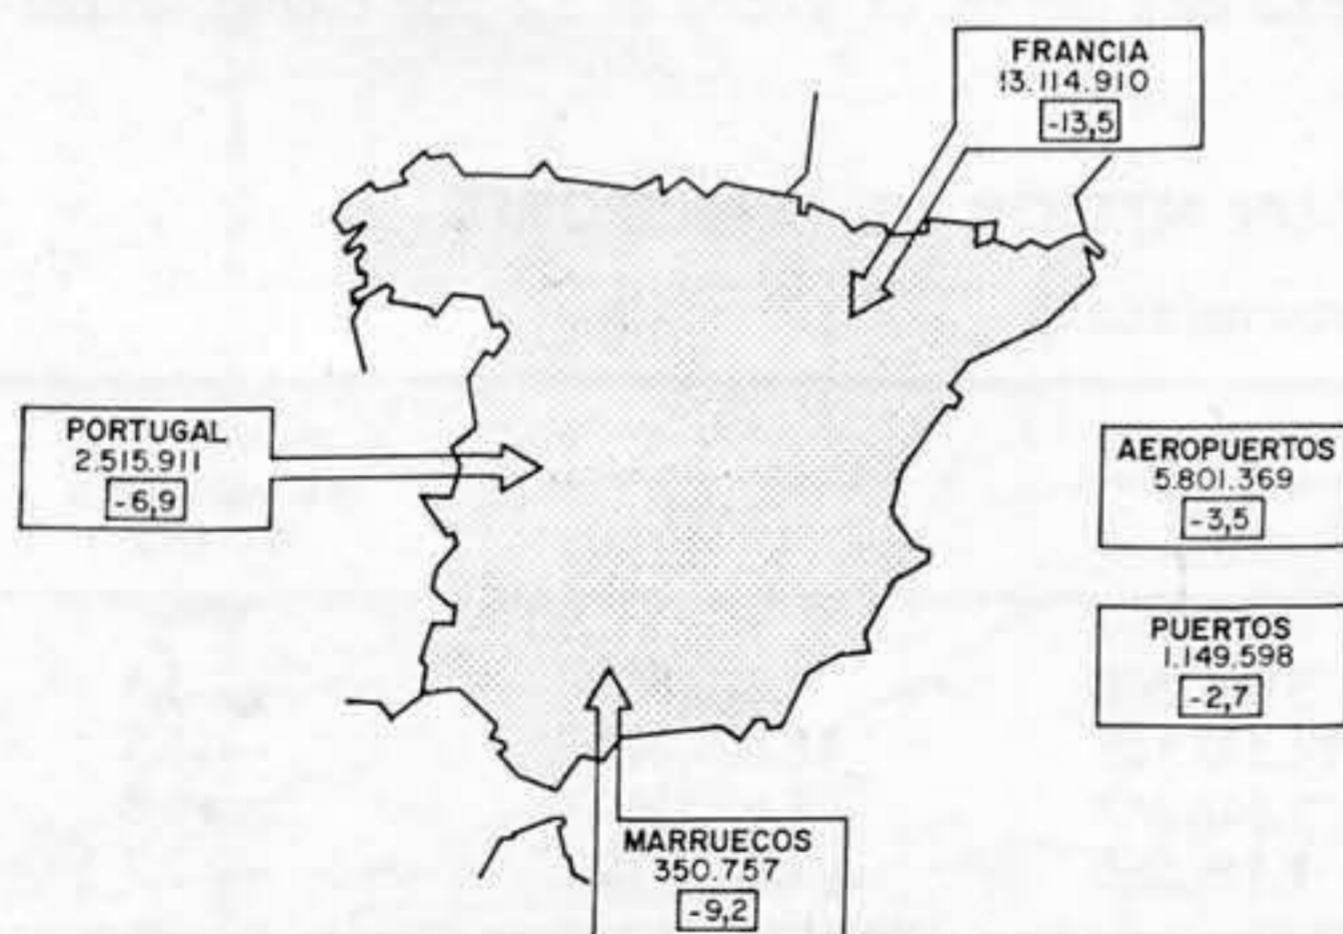 FRANCIA
13.114.910
-13,5
PORTUGAL
2.515.911
-6,9
AEROPUERTOS
5.801.369
-3,5
PUERTOS
1.149.598
-2,7
MARRUECOS
350.757
-9,2